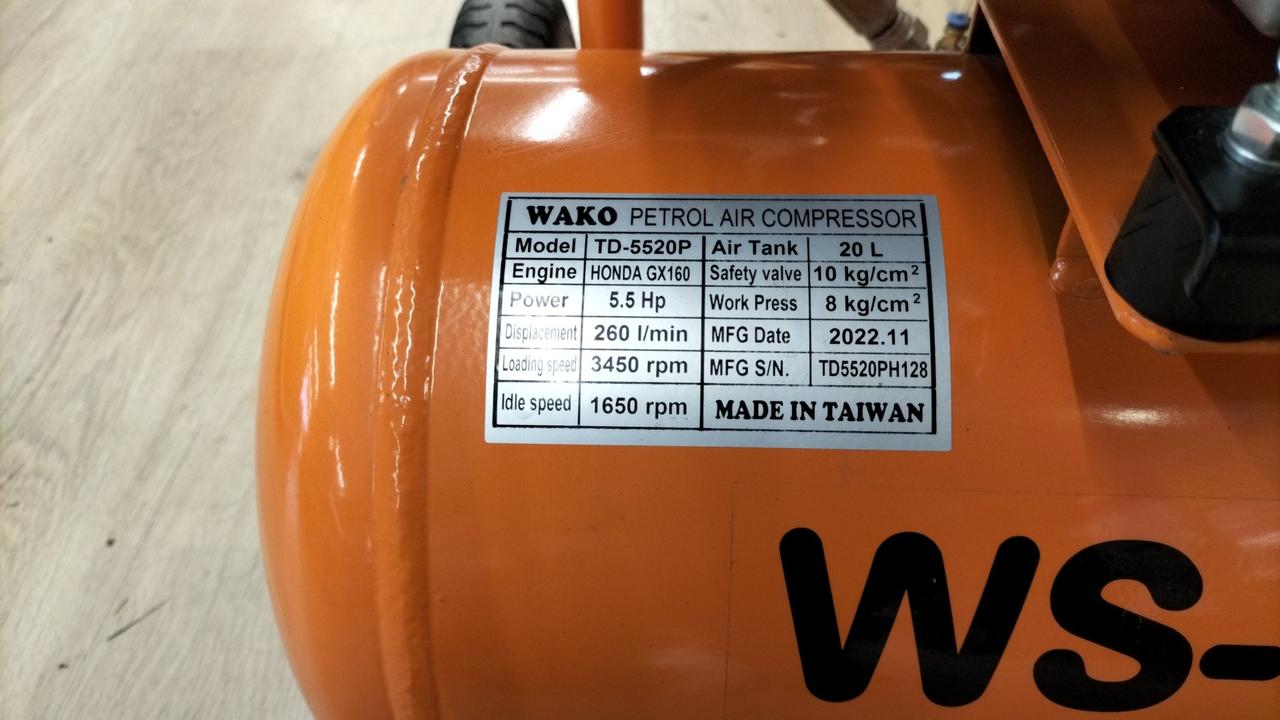 WAKO PETROL AIR COMPRESSOR
Model TD-5520P Air Tank 20 L
Engine HONDA GX160 Safety valve 10 kg/cm²
Power 5.5 Hp Work Press 8 kg/cm²
Displacement 260 l/min MFG Date 2022.11
Loading speed 3450 rpm MFG S/N. TD5520PH128
Idle speed 1650 rpm MADE IN TAIWAN
WS-